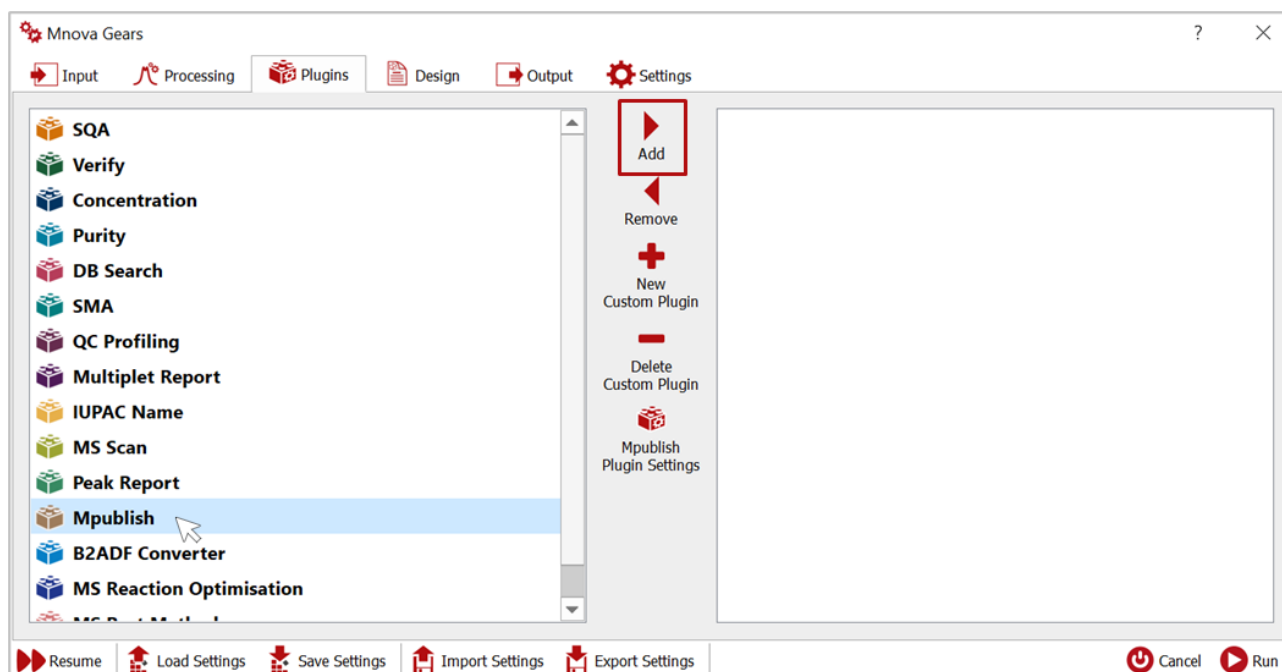 Mnova Gears
?
Input Processing Plugins Design Output Settings
SQA
Verify
Concentration
Purity
DB Search
SMA
QC Profiling
Multiplet Report
IUPAC Name
MS Scan
Peak Report
Mpublish
B2ADF Converter
MS Reaction Optimisation
Add
Remove
New
Custom Plugin
Delete
Custom Plugin
Mpublish
Plugin Settings
Resume Load Settings Save Settings Import Settings Export Settings Cancel Run